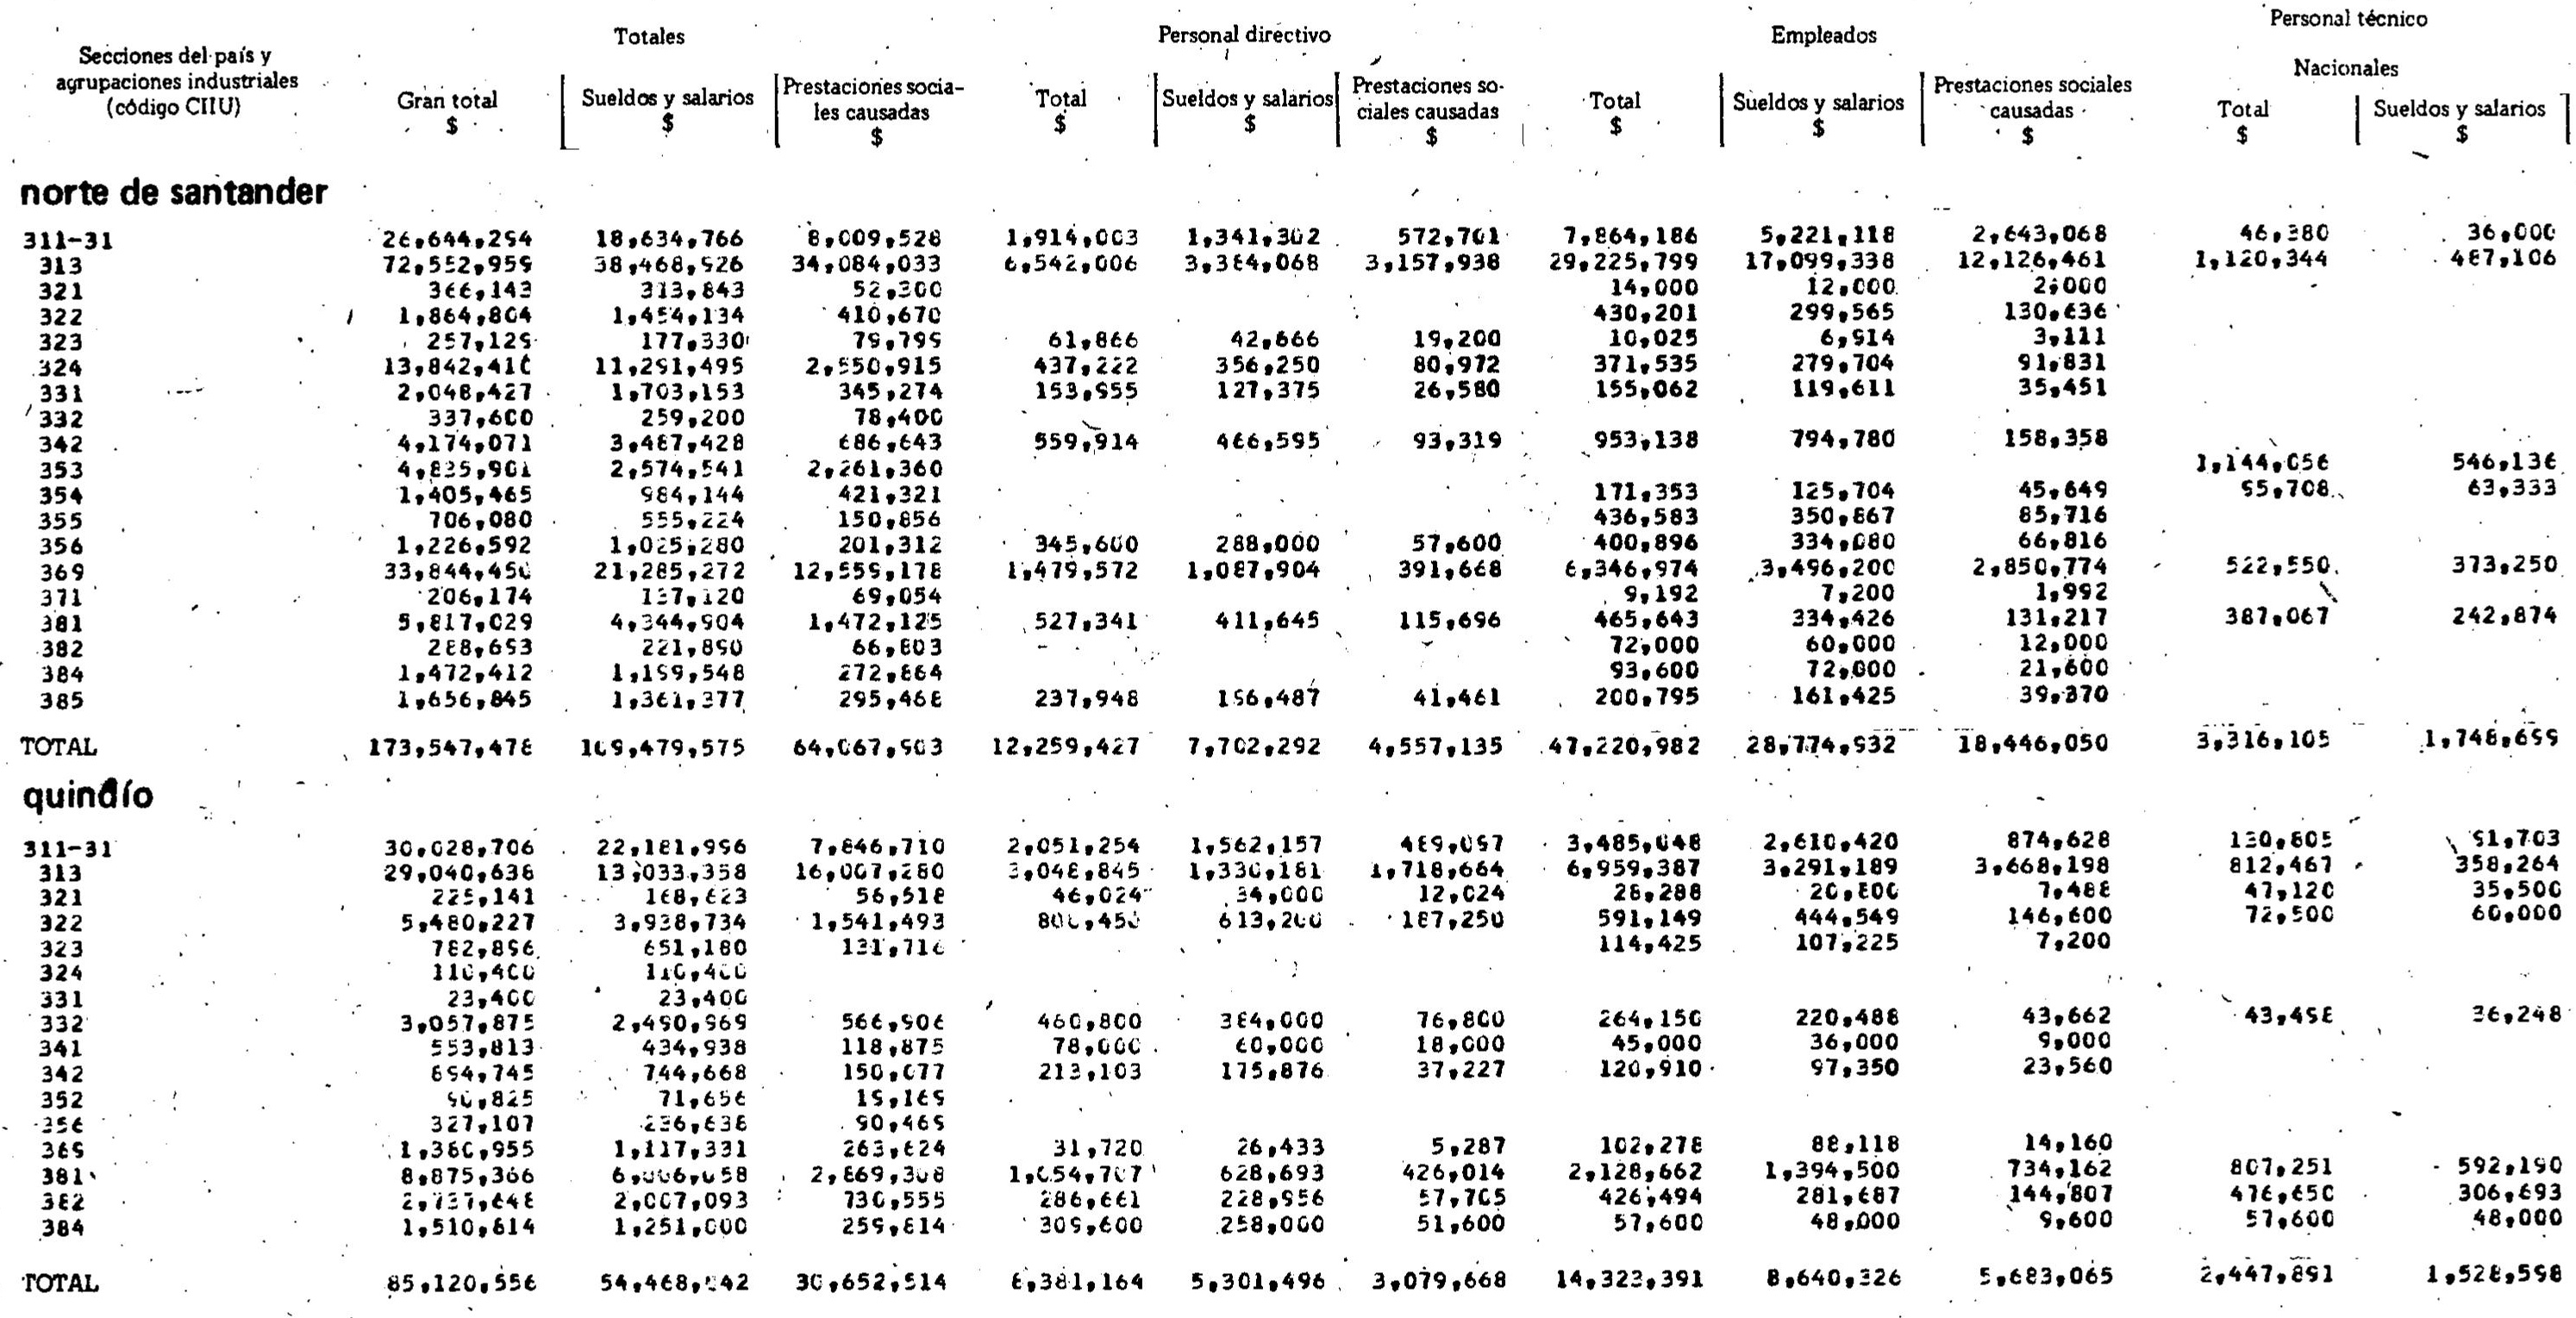 Secciones del país y agrupaciones industriales (código CIIU) Totales Personal directivo Empleados Personal técnico
Nacionales
Gran total $ Sueldos y salarios $ Prestaciones sociales causadas $ Total $ Sueldos y salarios $ Prestaciones sociales causadas $ Total $ Sueldos y salarios $ Prestaciones sociales causadas $ Total $ Sueldos y salarios $
norte de santander
311-31 26,644,294 18,634,766 8,009,528 1,914,003 1,341,302 572,701 7,864,186 5,221,118 2,643,068 46,380 36,000
313 72,552,959 38,468,926 34,084,033 6,542,006 3,384,068 3,157,938 29,225,799 17,099,338 12,126,461 1,120,344 487,106
321 366,143 313,843 52,300 14,000 12,000 2,000
322 1,864,804 1,454,134 410,670 430,201 299,565 130,636
323 257,129 177,330 79,799 61,866 42,666 19,200 10,025 6,914 3,111
324 13,842,410 11,291,495 2,550,915 437,222 356,250 80,972 371,535 279,704 91,831
331 2,048,427 1,703,153 345,274 153,955 127,375 26,580 155,062 119,611 35,451
332 337,600 259,200 78,400
342 4,174,071 3,487,428 686,643 559,914 466,595 93,319 953,138 794,780 158,358
353 4,835,901 2,574,541 2,261,360 1,144,056 546,136
354 1,405,465 984,144 421,321 171,353 125,704 45,649 95,708 63,333
355 706,080 555,224 150,856 436,583 350,867 85,716
356 1,226,592 1,025,280 201,312 345,600 288,000 57,600 400,896 334,080 66,816
369 33,844,450 21,285,272 12,559,178 1,479,572 1,087,904 391,668 6,346,974 3,496,200 2,850,774 522,550 373,250
371 206,174 137,120 69,054 9,192 7,200 1,992
381 5,817,029 4,344,904 1,472,125 527,341 411,645 115,696 465,643 334,426 131,217 387,067 242,874
382 288,693 221,890 66,803 72,000 60,000 12,000
384 1,472,412 1,199,548 272,864 93,600 72,000 21,600
385 1,656,845 1,361,377 295,468 237,948 196,487 41,461 200,795 161,425 39,370
TOTAL 173,547,478 109,479,575 64,067,903 12,259,427 7,702,292 4,557,135 47,220,982 28,774,932 18,446,050 3,316,105 1,748,699
quindío
311-31 30,028,706 22,181,996 7,846,710 2,051,254 1,562,157 489,097 3,485,048 2,610,420 874,628 130,805 91,703
313 29,040,638 13,033,358 16,007,280 3,048,845 1,330,181 1,718,664 6,959,387 3,291,189 3,668,198 812,467 358,264
321 225,141 168,623 56,518 46,024 34,000 12,024 28,288 20,800 7,488 47,120 35,500
322 5,480,227 3,938,734 1,541,493 800,450 613,200 187,250 591,149 444,549 146,600 72,500 60,000
323 782,896 651,180 131,716 114,425 107,225 7,200
324 110,400 110,400
331 23,400 23,400
332 3,057,875 2,490,969 566,906 460,800 384,000 76,800 264,150 220,488 43,662 43,498 36,248
341 553,813 434,938 118,875 78,000 60,000 18,000 45,000 36,000 9,000
342 894,745 744,668 150,077 213,103 175,876 37,227 120,910 97,350 23,560
352 90,825 71,656 19,169
356 327,107 236,638 90,469
369 1,380,955 1,117,331 263,624 31,720 26,433 5,287 102,278 88,118 14,160
381 8,875,366 6,006,058 2,869,308 1,054,707 628,693 426,014 2,128,662 1,394,500 734,162 807,251 592,190
382 2,737,648 2,007,093 730,555 286,661 228,956 57,705 426,494 281,687 144,807 476,650 306,693
384 1,510,814 1,251,000 259,814 309,600 258,000 51,600 57,600 48,000 9,600 57,600 48,000
TOTAL 85,120,556 54,468,042 30,652,514 8,381,164 5,301,496 3,079,668 14,323,391 8,640,326 5,683,065 2,447,891 1,528,598